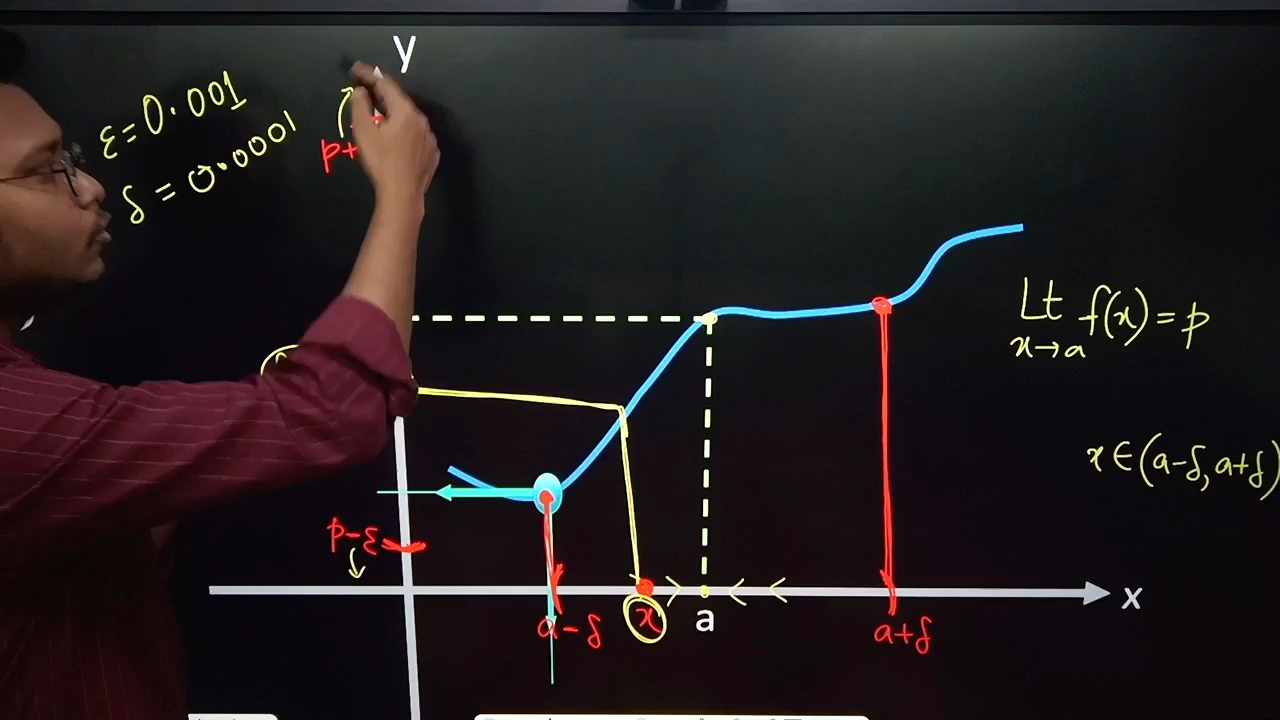 y
ε=0.001
δ=0.0001
p+
Lt f(x)=p
x→a
x∈(a-δ,a+δ)
p-ε
x
a-δ
x
a
a+δ